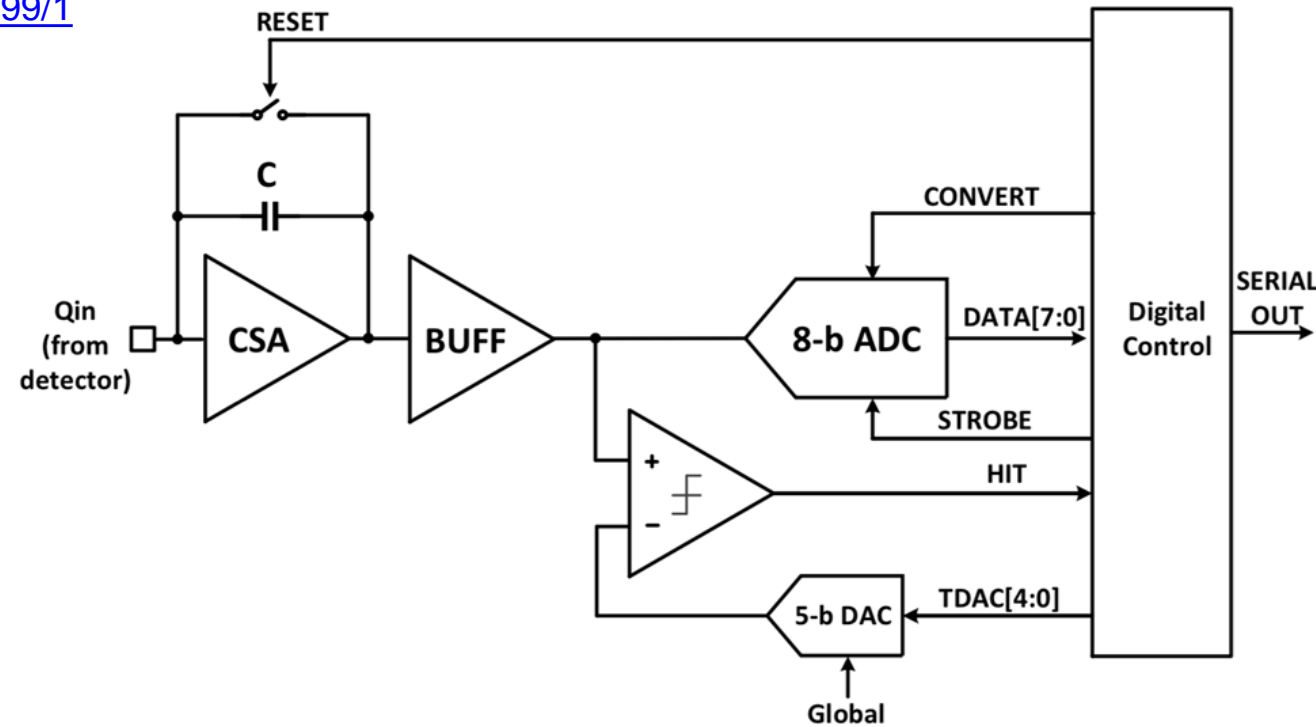 99/1
RESET
C
CONVERT
Qin
(from
detector)
CSA
BUFF
8-b ADC
DATA[7:0]
Digital
Control
SERIAL
OUT
STROBE
+
−
HIT
5-b DAC
TDAC[4:0]
Global